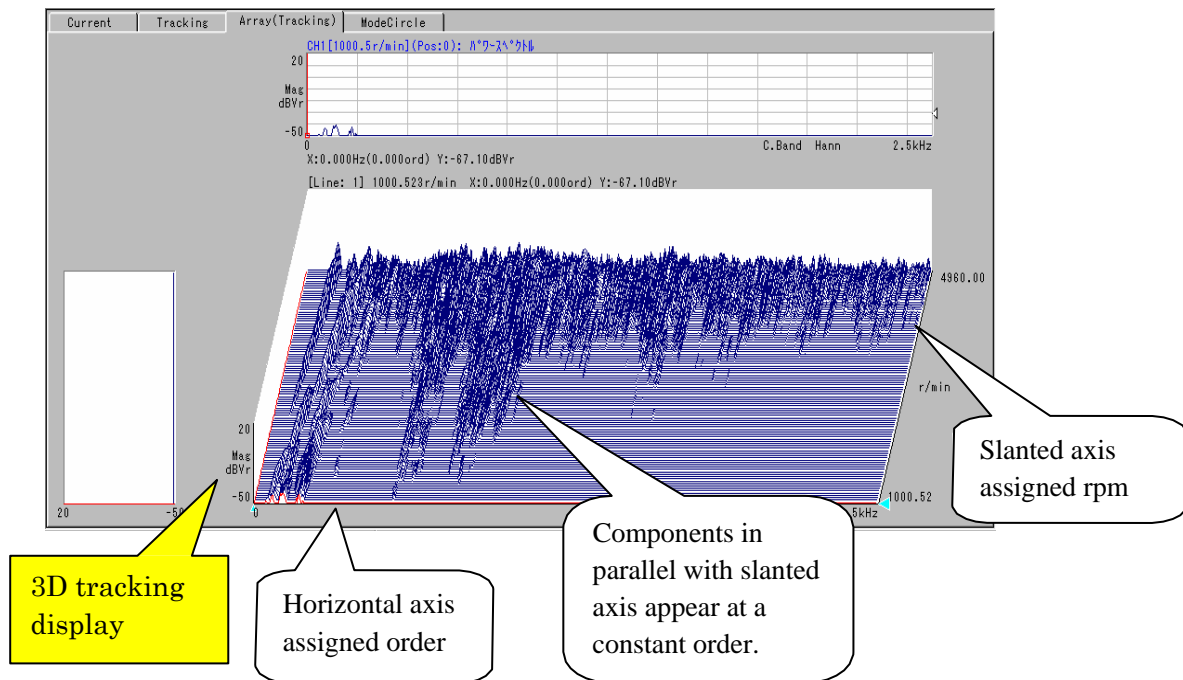 Current Tracking Array(Tracking) ModeCircle
CH1[1000.5r/min](Pos:0): ﾊﾟﾜｰｽﾍﾟｸﾄﾙ
20
Mag
dBVr
-50
0 C.Band Hann 2.5kHz
X:0.000Hz(0.000ord) Y:-67.10dBVr
[Line: 1] 1000.523r/min X:0.000Hz(0.000ord) Y:-67.10dBVr
4960.00
r/min
20
Mag
dBVr
-50
1000.52
20 -50 0 5kHz
Slanted axis
assigned rpm
Components in
parallel with slanted
axis appear at a
constant order.
Horizontal axis
assigned order
3D tracking
display